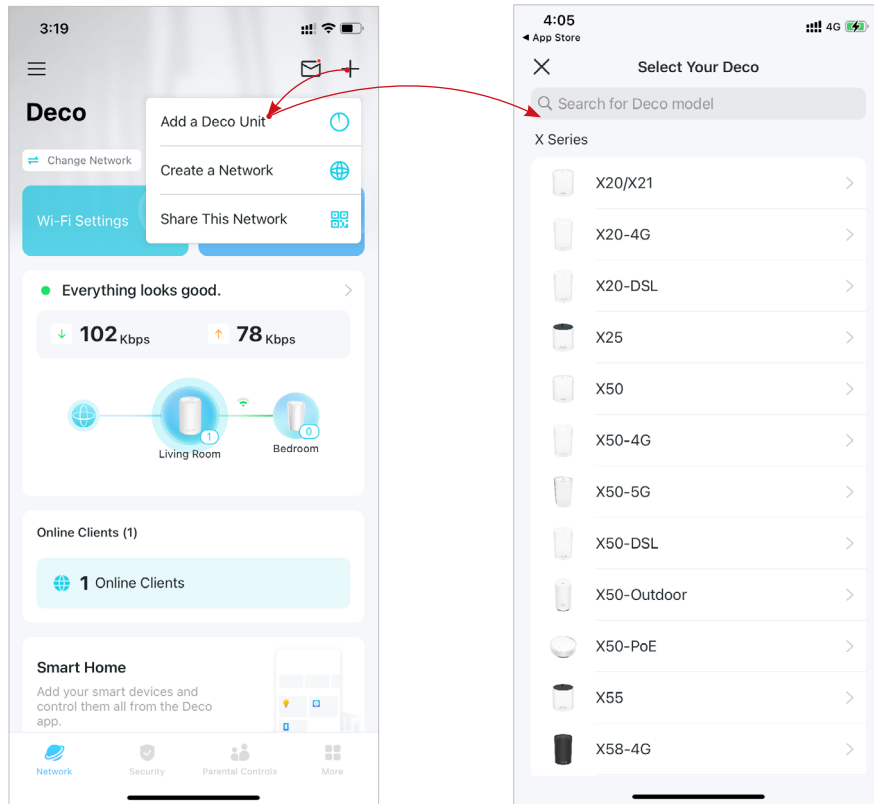 3:19
Deco
Add a Deco Unit
Change Network
Create a Network
Wi-Fi Settings
Share This Network
Everything looks good.
102 Kbps
78 Kbps
1
0
Living Room
Bedroom
Online Clients (1)
1 Online Clients
Smart Home
Add your smart devices and
control them all from the Deco
app.
Network
Security
Parental Controls
More
4:05
4G
App Store
Select Your Deco
Search for Deco model
X Series
X20/X21
X20-4G
X20-DSL
X25
X50
X50-4G
X50-5G
X50-DSL
X50-Outdoor
X50-PoE
X55
X58-4G